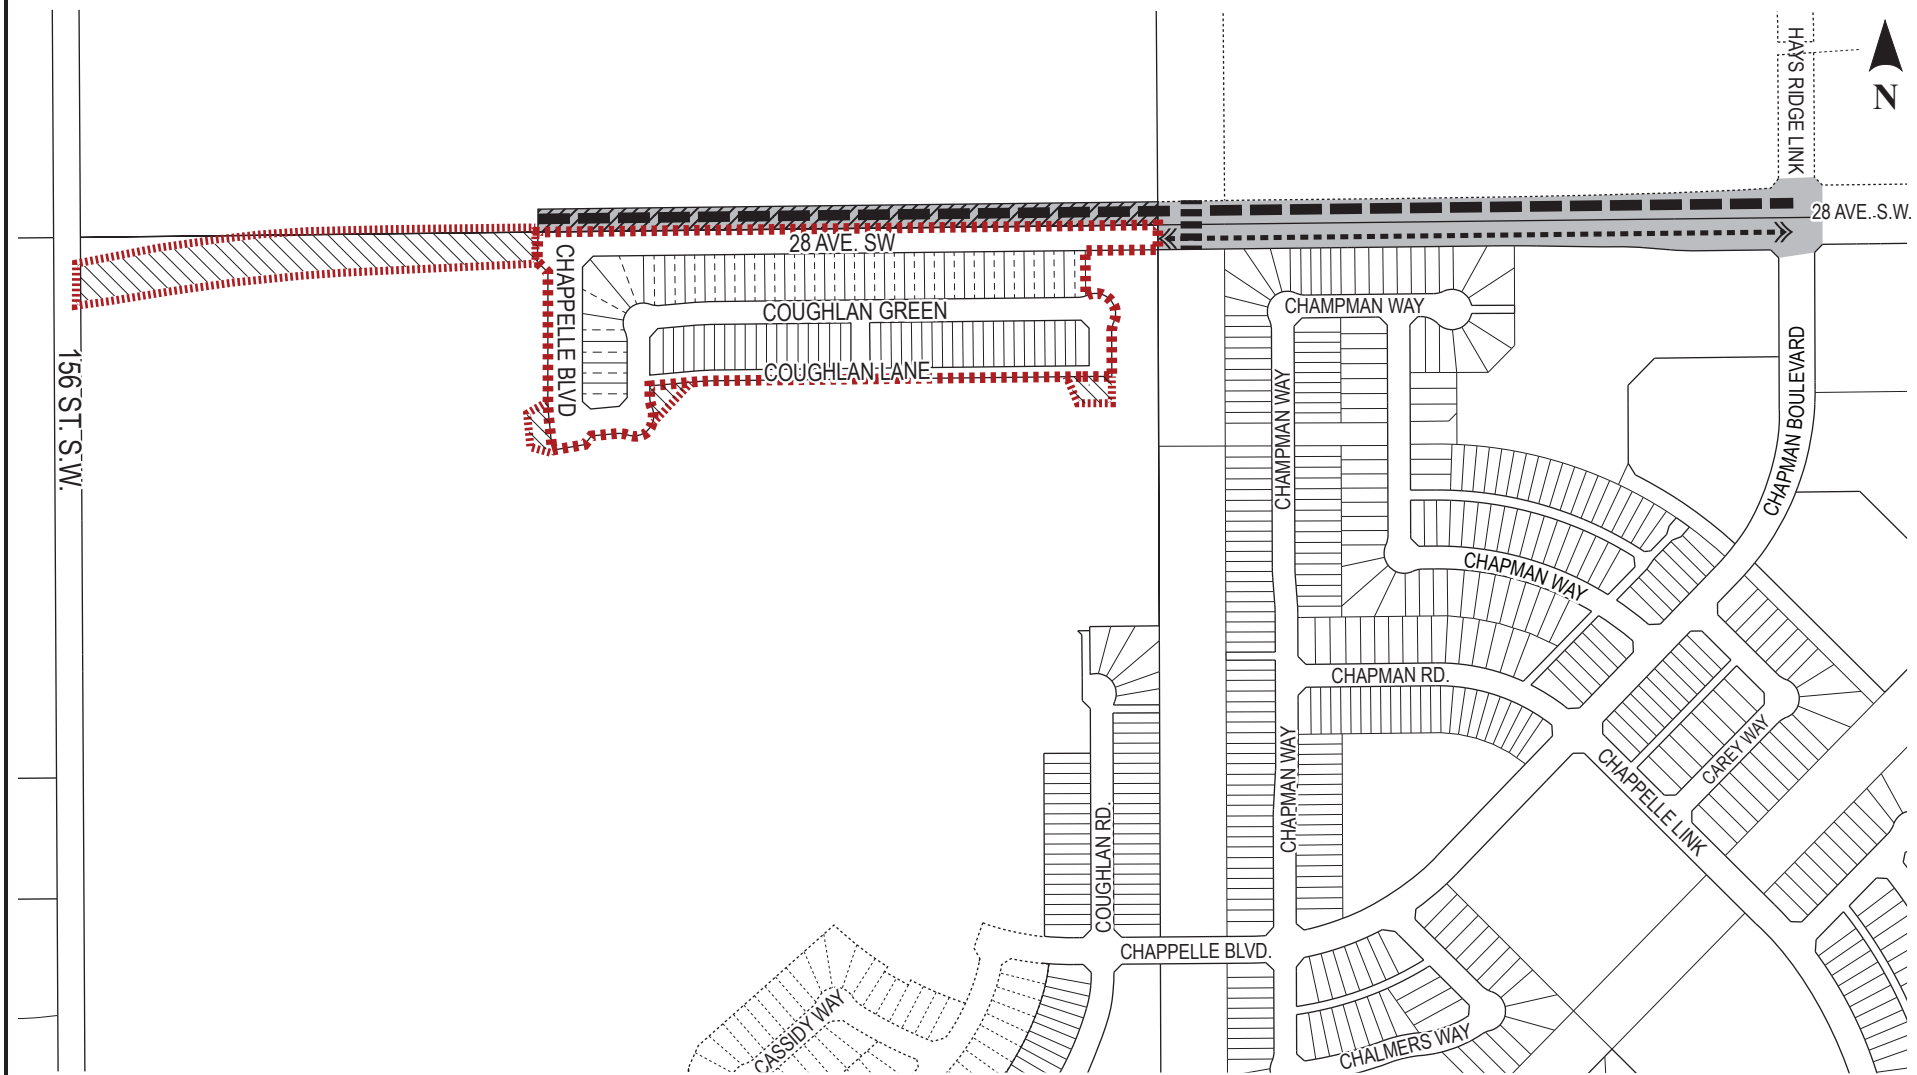 HAYS RIDGE LINK
N
28 AVE. S.W.
28 AVE. SW
CHAPPELLE BLVD
COUGHLAN GREEN
COUGHLAN LANE
156 ST. S.W.
CHAMPMAN WAY
CHAMPMAN WAY
CHAPMAN BOULEVARD
CHAPMAN WAY
CHAPMAN RD.
CHAPMAN WAY
CAREY WAY
CHAPPELLE LINK
COUGHLAN RD.
CHAPPELLE BLVD.
CASSIDY WAY
CHALMERS WAY